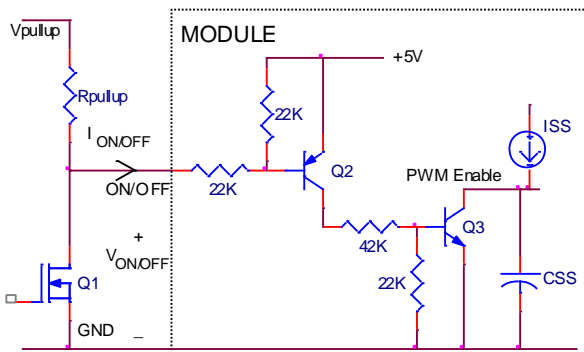 Vpullup
MODULE
+5V
Rpullup
22K
ISS
I ON/OFF
Q2
PWM Enable
ON/OFF
22K
Q3
+
42K
V ON/OFF
22K
CSS
Q1
GND
_